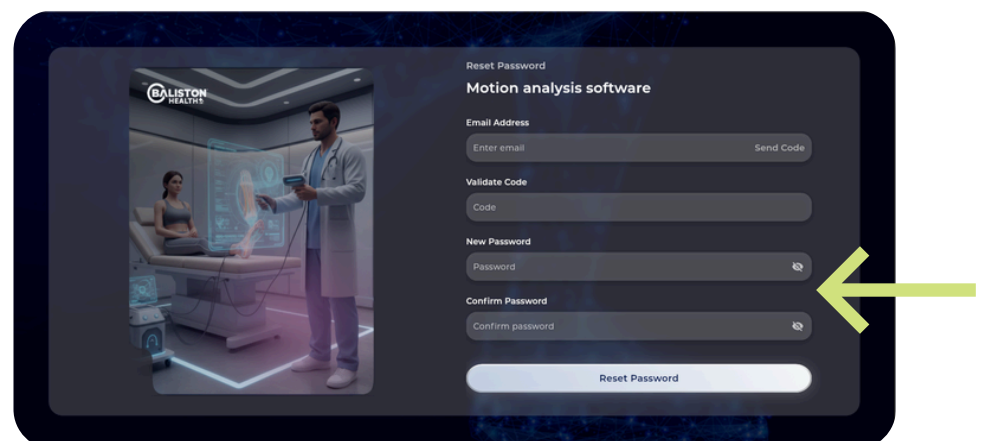 BALISTON
HEALTH
Reset Password
Motion analysis software
Email Address
Enter email
Send Code
Validate Code
Code
New Password
Password
Confirm Password
Confirm password
Reset Password